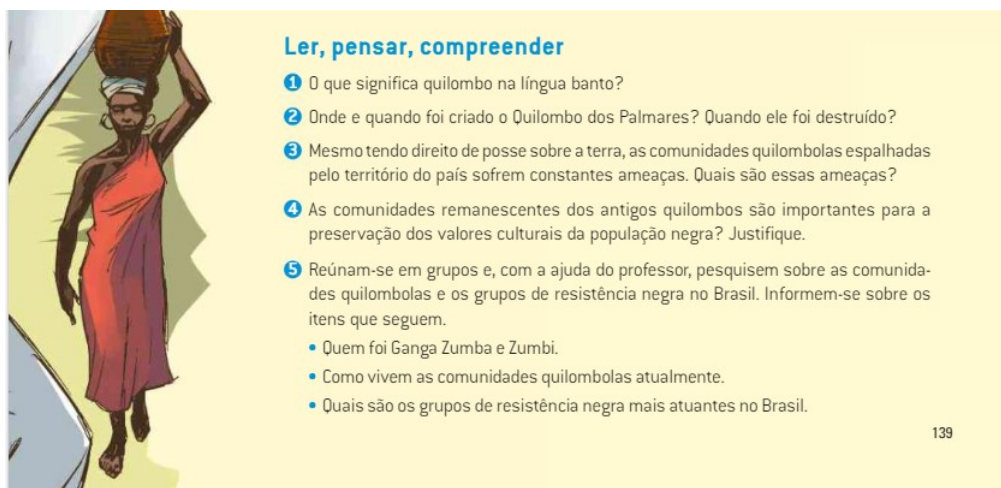 Ler, pensar, compreender
1 O que significa quilombo na língua banto?
2 Onde e quando foi criado o Quilombo dos Palmares? Quando ele foi destruído?
3 Mesmo tendo direito de posse sobre a terra, as comunidades quilombolas espalhadas
pelo território do país sofrem constantes ameaças. Quais são essas ameaças?
4 As comunidades remanescentes dos antigos quilombos são importantes para a
preservação dos valores culturais da população negra? Justifique.
5 Reúnam-se em grupos e, com a ajuda do professor, pesquisem sobre as comunida-
des quilombolas e os grupos de resistência negra no Brasil. Informem-se sobre os
itens que seguem.
• Quem foi Ganga Zumba e Zumbi.
• Como vivem as comunidades quilombolas atualmente.
• Quais são os grupos de resistência negra mais atuantes no Brasil.
139